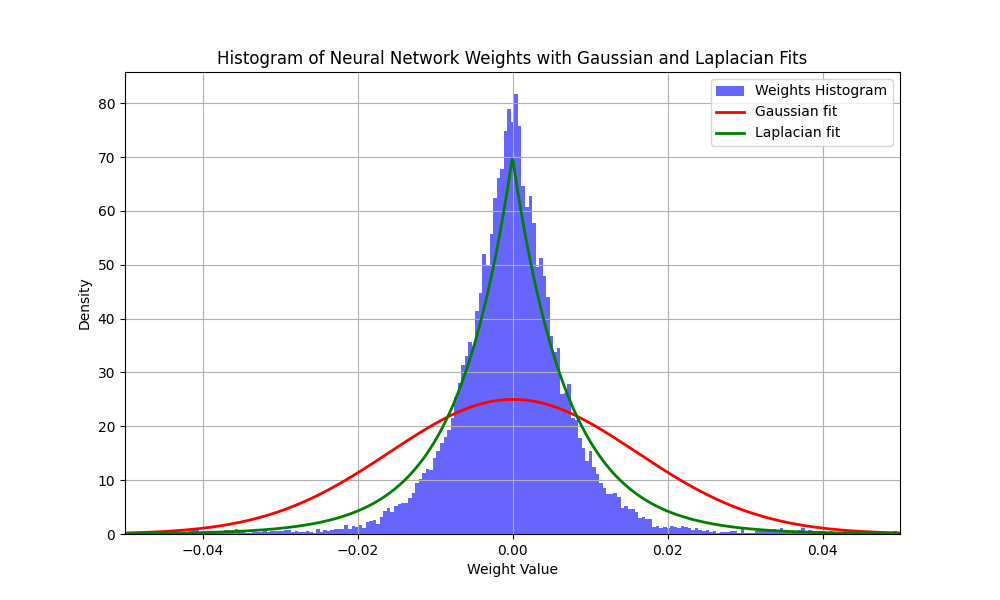 Histogram of Neural Network Weights with Gaussian and Laplacian Fits
Weights Histogram
Gaussian fit
Laplacian fit
80
70
60
50
40
30
20
10
0
Density
−0.04
−0.02
0.00
0.02
0.04
Weight Value